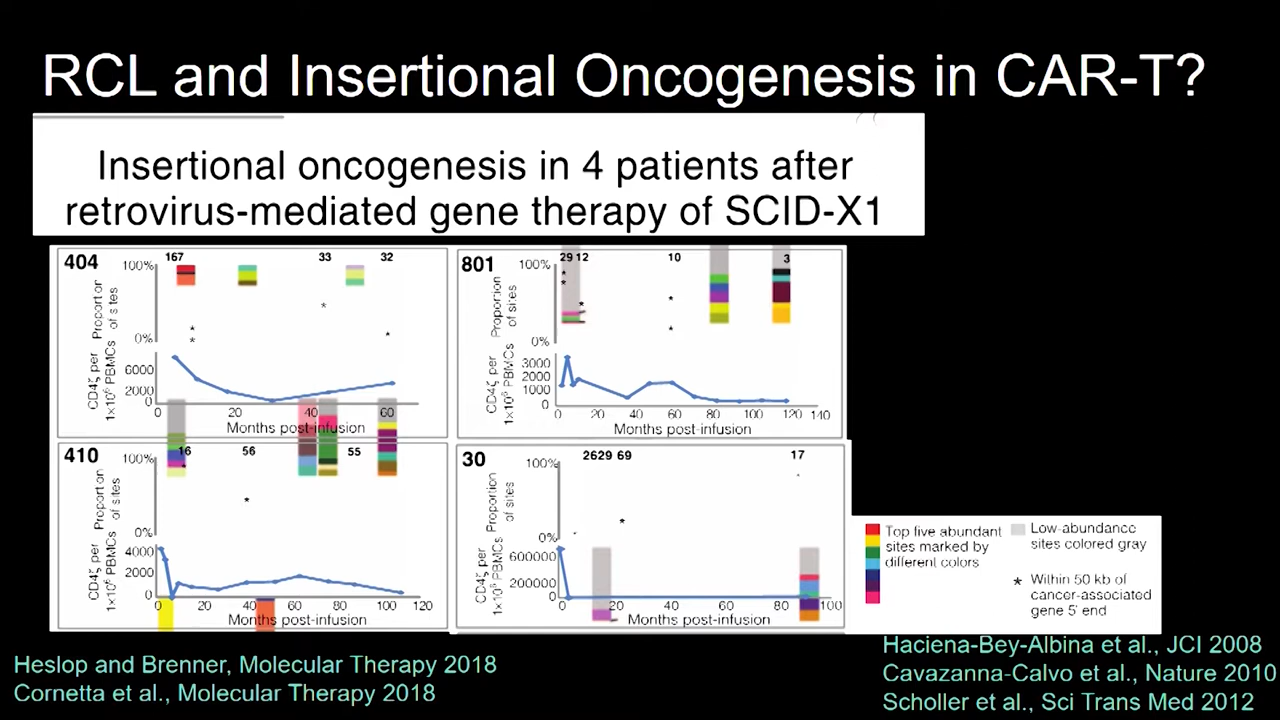 RCL and Insertional Oncogenesis in CAR-T?
Insertional oncogenesis in 4 patients after
retrovirus-mediated gene therapy of SCID-X1
404
167
33
32
100%
0%
Proportion
of sites
6000
2000
0
CD4ζ per
1×10⁶ PBMCs
20
40
60
Months post-infusion
801
29 12
10
3
100%
0%
Proportion
of sites
3000
2000
1000
0
CD4ζ per
1×10⁶ PBMCs
0 20 40 60 80 100 120 140
Months post-infusion
410
16
56
55
100%
0%
Proportion
of sites
4000
2000
0
CD4ζ per
1×10⁶ PBMCs
0 20 40 60 80 100 120
Months post-infusion
30
2629 69
17
100%
0%
Proportion
of sites
600000
200000
0
CD4ζ per
1×10⁶ PBMCs
0 20 40 60 80 100
Months post-infusion
Top five abundant
sites marked by
different colors
Low-abundance
sites colored gray
* Within 50 kb of
cancer-associated
gene 5' end
Heslop and Brenner, Molecular Therapy 2018
Cornetta et al., Molecular Therapy 2018
Haciena-Bey-Albina et al., JCI 2008
Cavazanna-Calvo et al., Nature 2010
Scholler et al., Sci Trans Med 2012